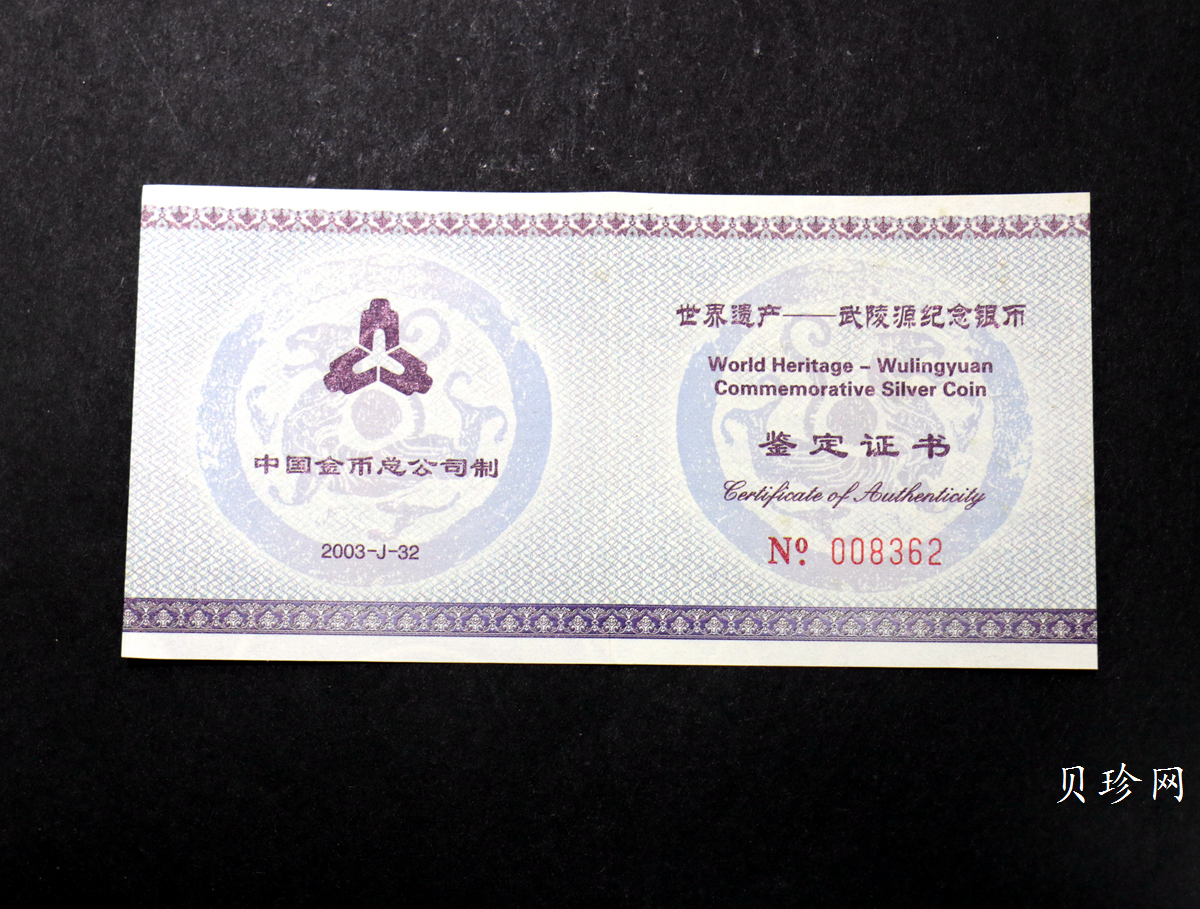 中国金币总公司制
2003-J-32
世界遗产——武陵源纪念银币
World Heritage – Wulingyuan
Commemorative Silver Coin
鉴定证书
Certificate of Authenticity
Nº 008362
贝珍网